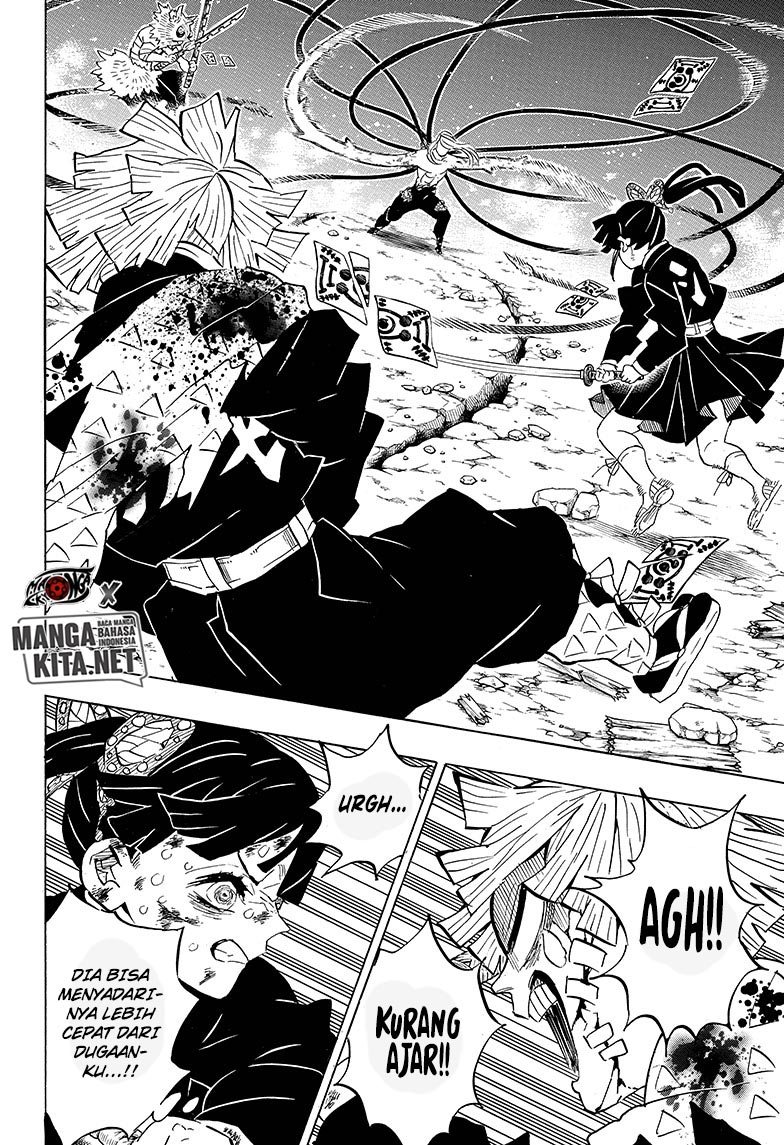 MANGA
KITA.NET
BACA MANGA
BAHASA
INDONESIA
X
AGH!!
KURANG
AJAR!!
URGH...
DIA BISA
MENYADARI-
NYA LEBIH
CEPAT DARI
DUGAAN-
KU...!!